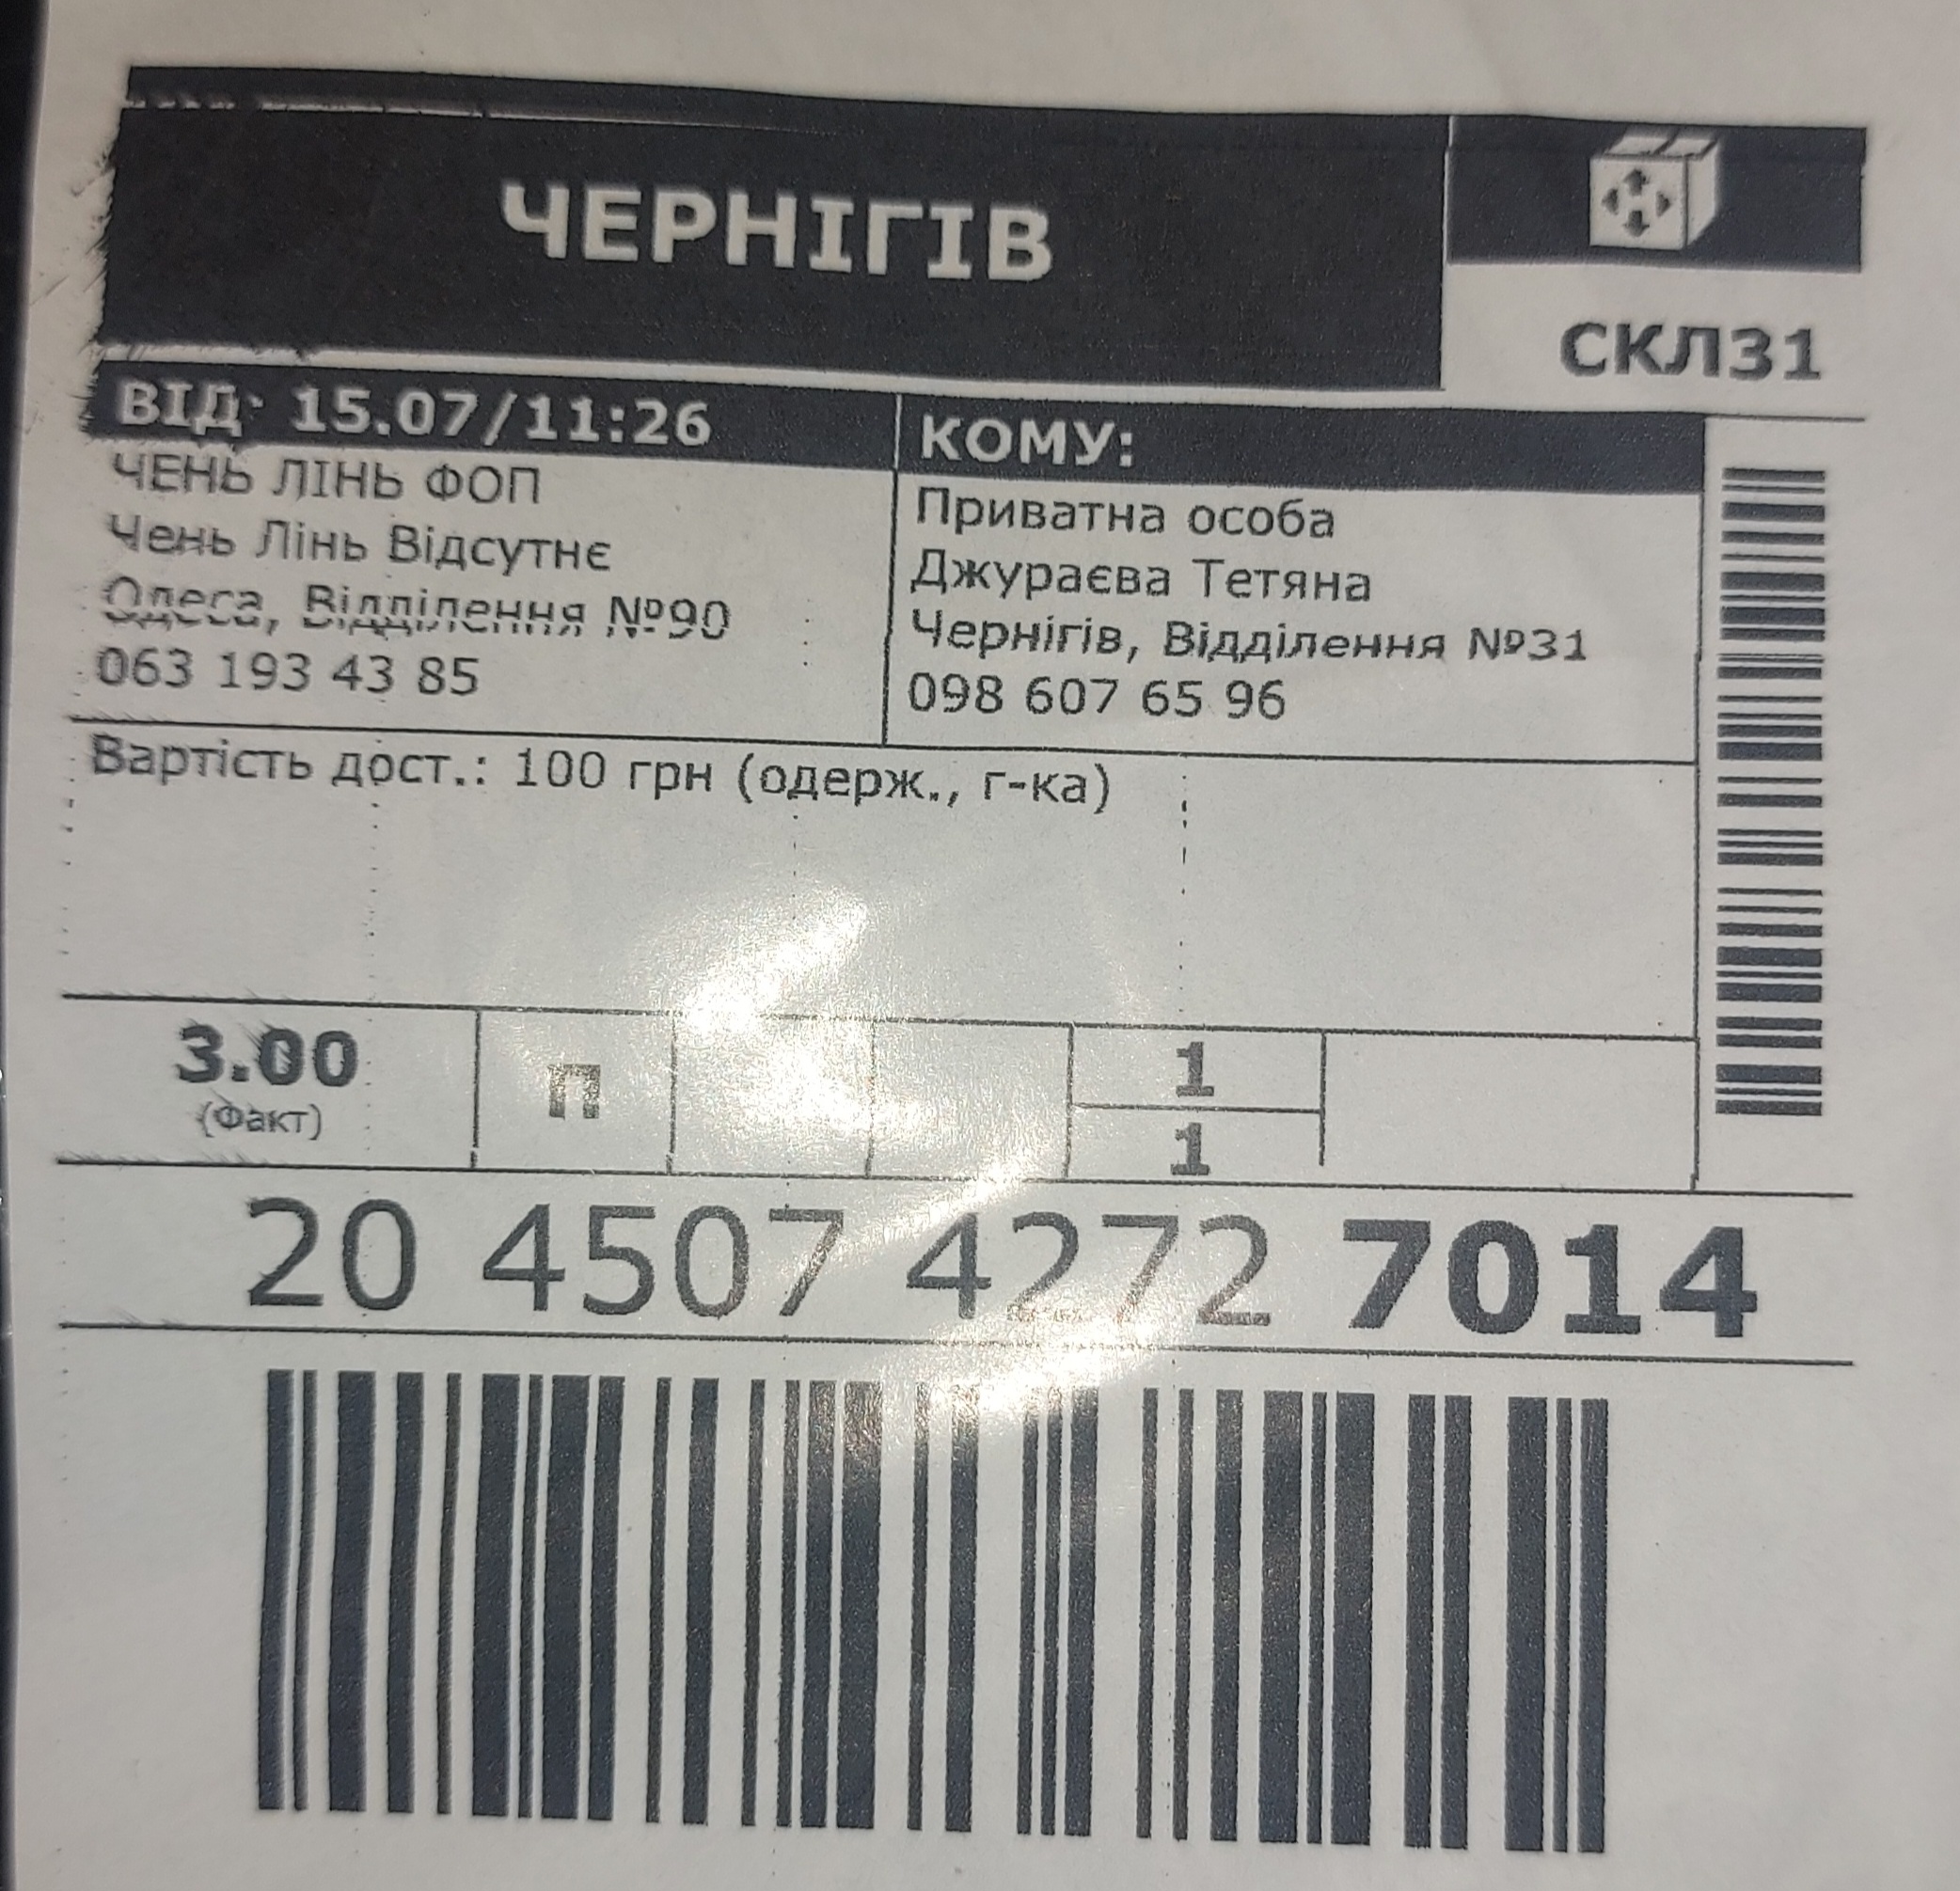 ЧЕРНІГІВ
СКЛ31
ВІД: 15.07/11:26
ЧЕНЬ ЛІНЬ ФОП
Чень Лінь Відсутнє
Одеса, Відділення №90
063 193 43 85
КОМУ:
Приватна особа
Джураєва Тетяна
Чернігів, Відділення №31
098 607 65 96
Вартість дост.: 100 грн (одерж., г-ка)
3.00
(Факт)
П
1
1
20 4507 4272 7014